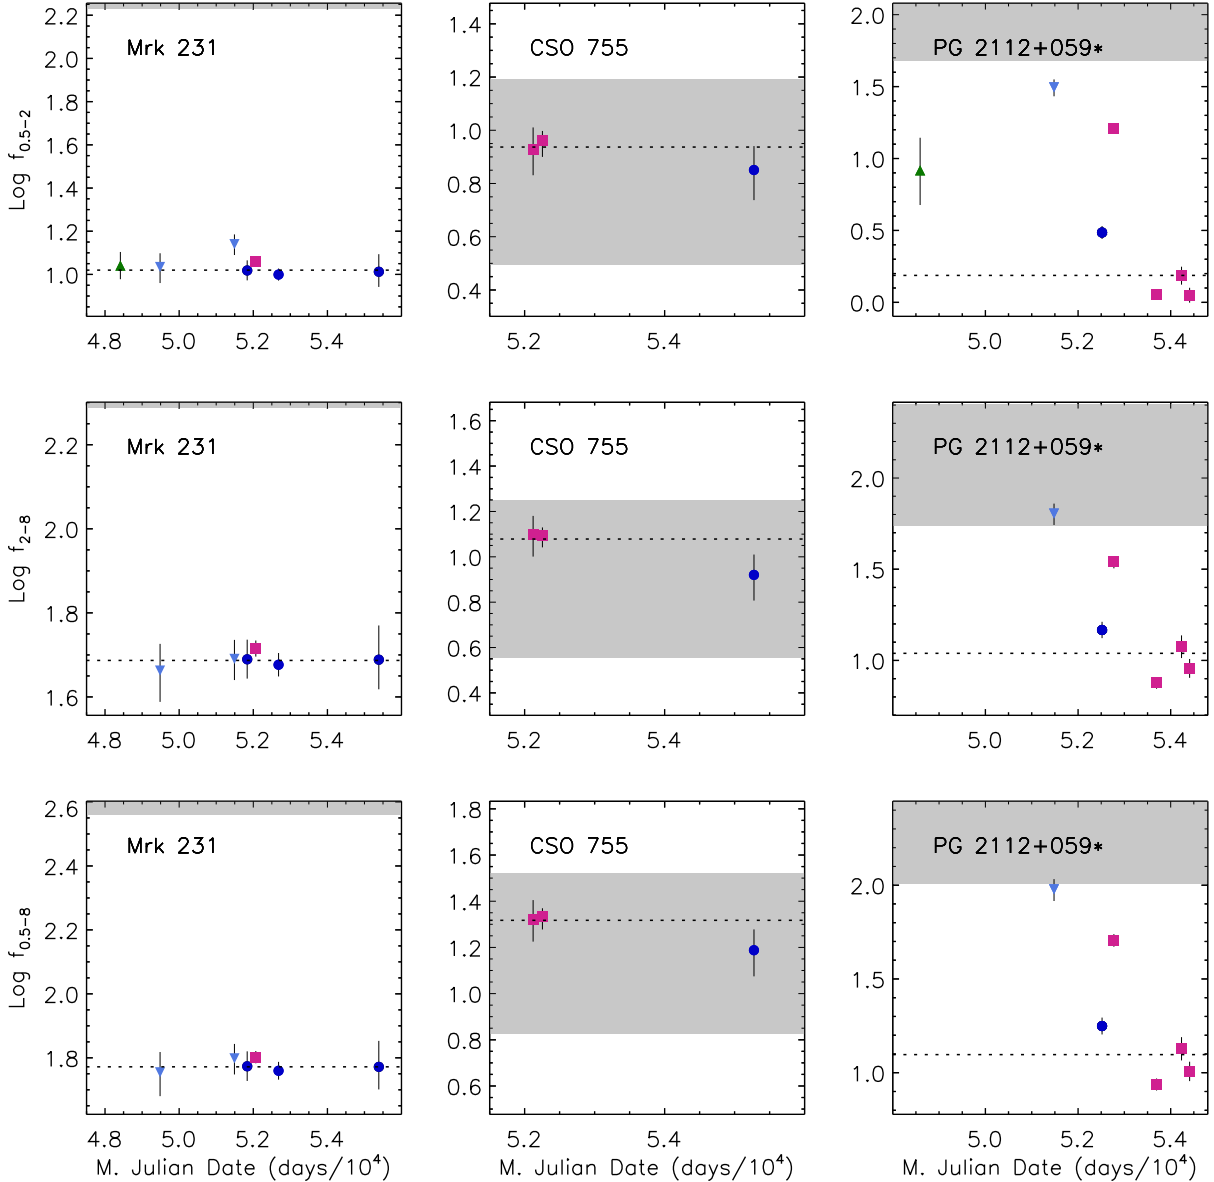 2.2
2.0
1.8
1.6
1.4
1.2
1.0
Log f0.5−2
Mrk 231
4.8 5.0 5.2 5.4
1.4
1.2
1.0
0.8
0.6
0.4
CSO 755
5.2 5.4
2.0
1.5
1.0
0.5
0.0
PG 2112+059*
5.0 5.2 5.4
2.2
2.0
1.8
1.6
Log f2−8
Mrk 231
4.8 5.0 5.2 5.4
1.6
1.4
1.2
1.0
0.8
0.6
0.4
CSO 755
5.2 5.4
2.0
1.5
1.0
PG 2112+059*
5.0 5.2 5.4
2.6
2.4
2.2
2.0
1.8
Log f0.5−8
Mrk 231
4.8 5.0 5.2 5.4
M. Julian Date (days/10⁴)
1.8
1.6
1.4
1.2
1.0
0.8
0.6
CSO 755
5.2 5.4
M. Julian Date (days/10⁴)
2.0
1.5
1.0
PG 2112+059*
5.0 5.2 5.4
M. Julian Date (days/10⁴)